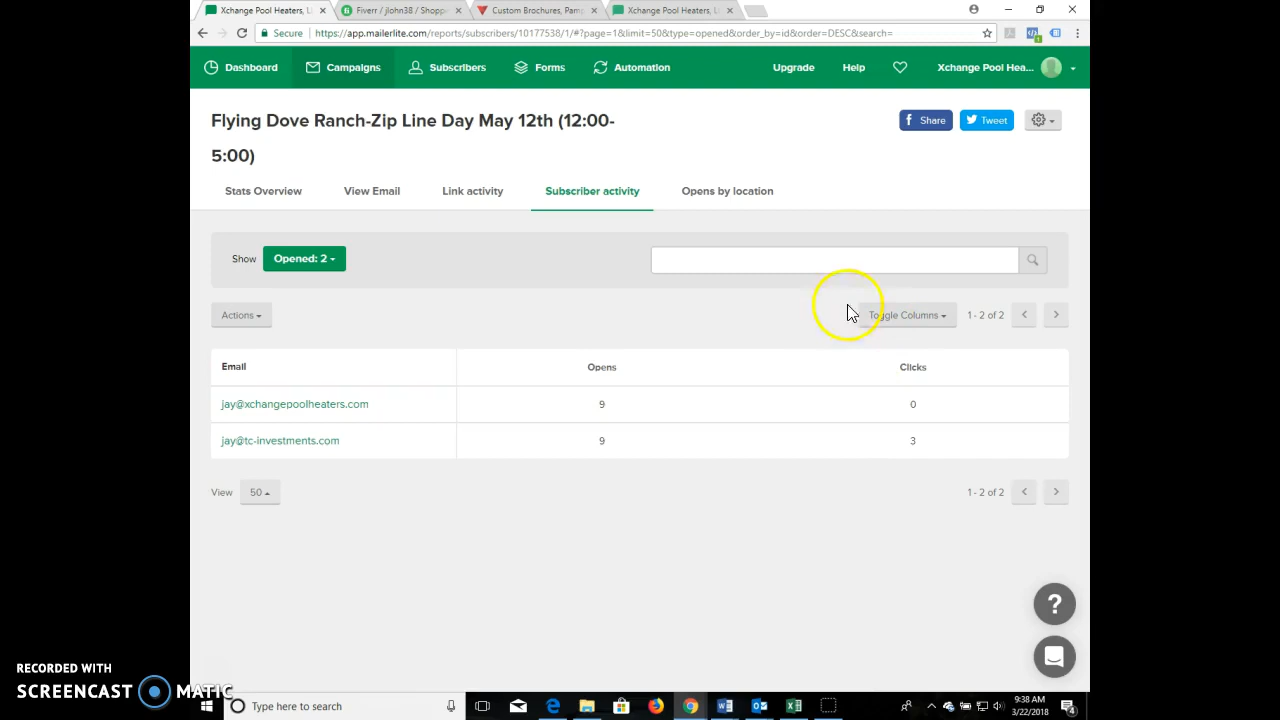 Xchange Pool Heaters, L
Fiverr / jlohn38 / Shoppe
Custom Brochures, Pam
Xchange Pool Heaters, L
Secure
https://app.mailerlite.com/reports/subscribers/10177538/1/#?page=1&limit=50&type=opened&order_by=id&order=DESC&search=
Dashboard
Campaigns
Subscribers
Forms
Automation
Upgrade
Help
Xchange Pool Hea...
Flying Dove Ranch-Zip Line Day May 12th (12:00-
5:00)
Share
Tweet
Stats Overview
View Email
Link activity
Subscriber activity
Opens by location
Show
Opened: 2
Actions
Toggle Columns
1 - 2 of 2
Email
Opens
Clicks
jay@xchangepoolheaters.com
9
0
jay@tc-investments.com
9
3
View
50
1 - 2 of 2
?
RECORDED WITH
SCREENCAST MATIC
Type here to search
9:38 AM
3/22/2018